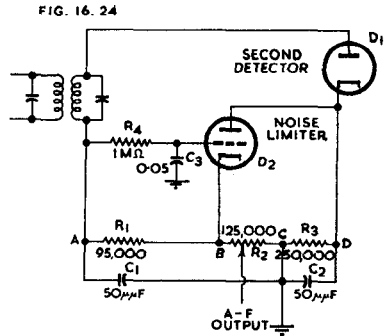 FIG. 16.24
D1
SECOND
DETECTOR
NOISE
LIMITER
R4
1MΩ
0.05
C3
D2
A
R1
95,000
B
125,000
R2
C
R3
250,000
D
C1
50μμF
C2
50μμF
A-F
OUTPUT